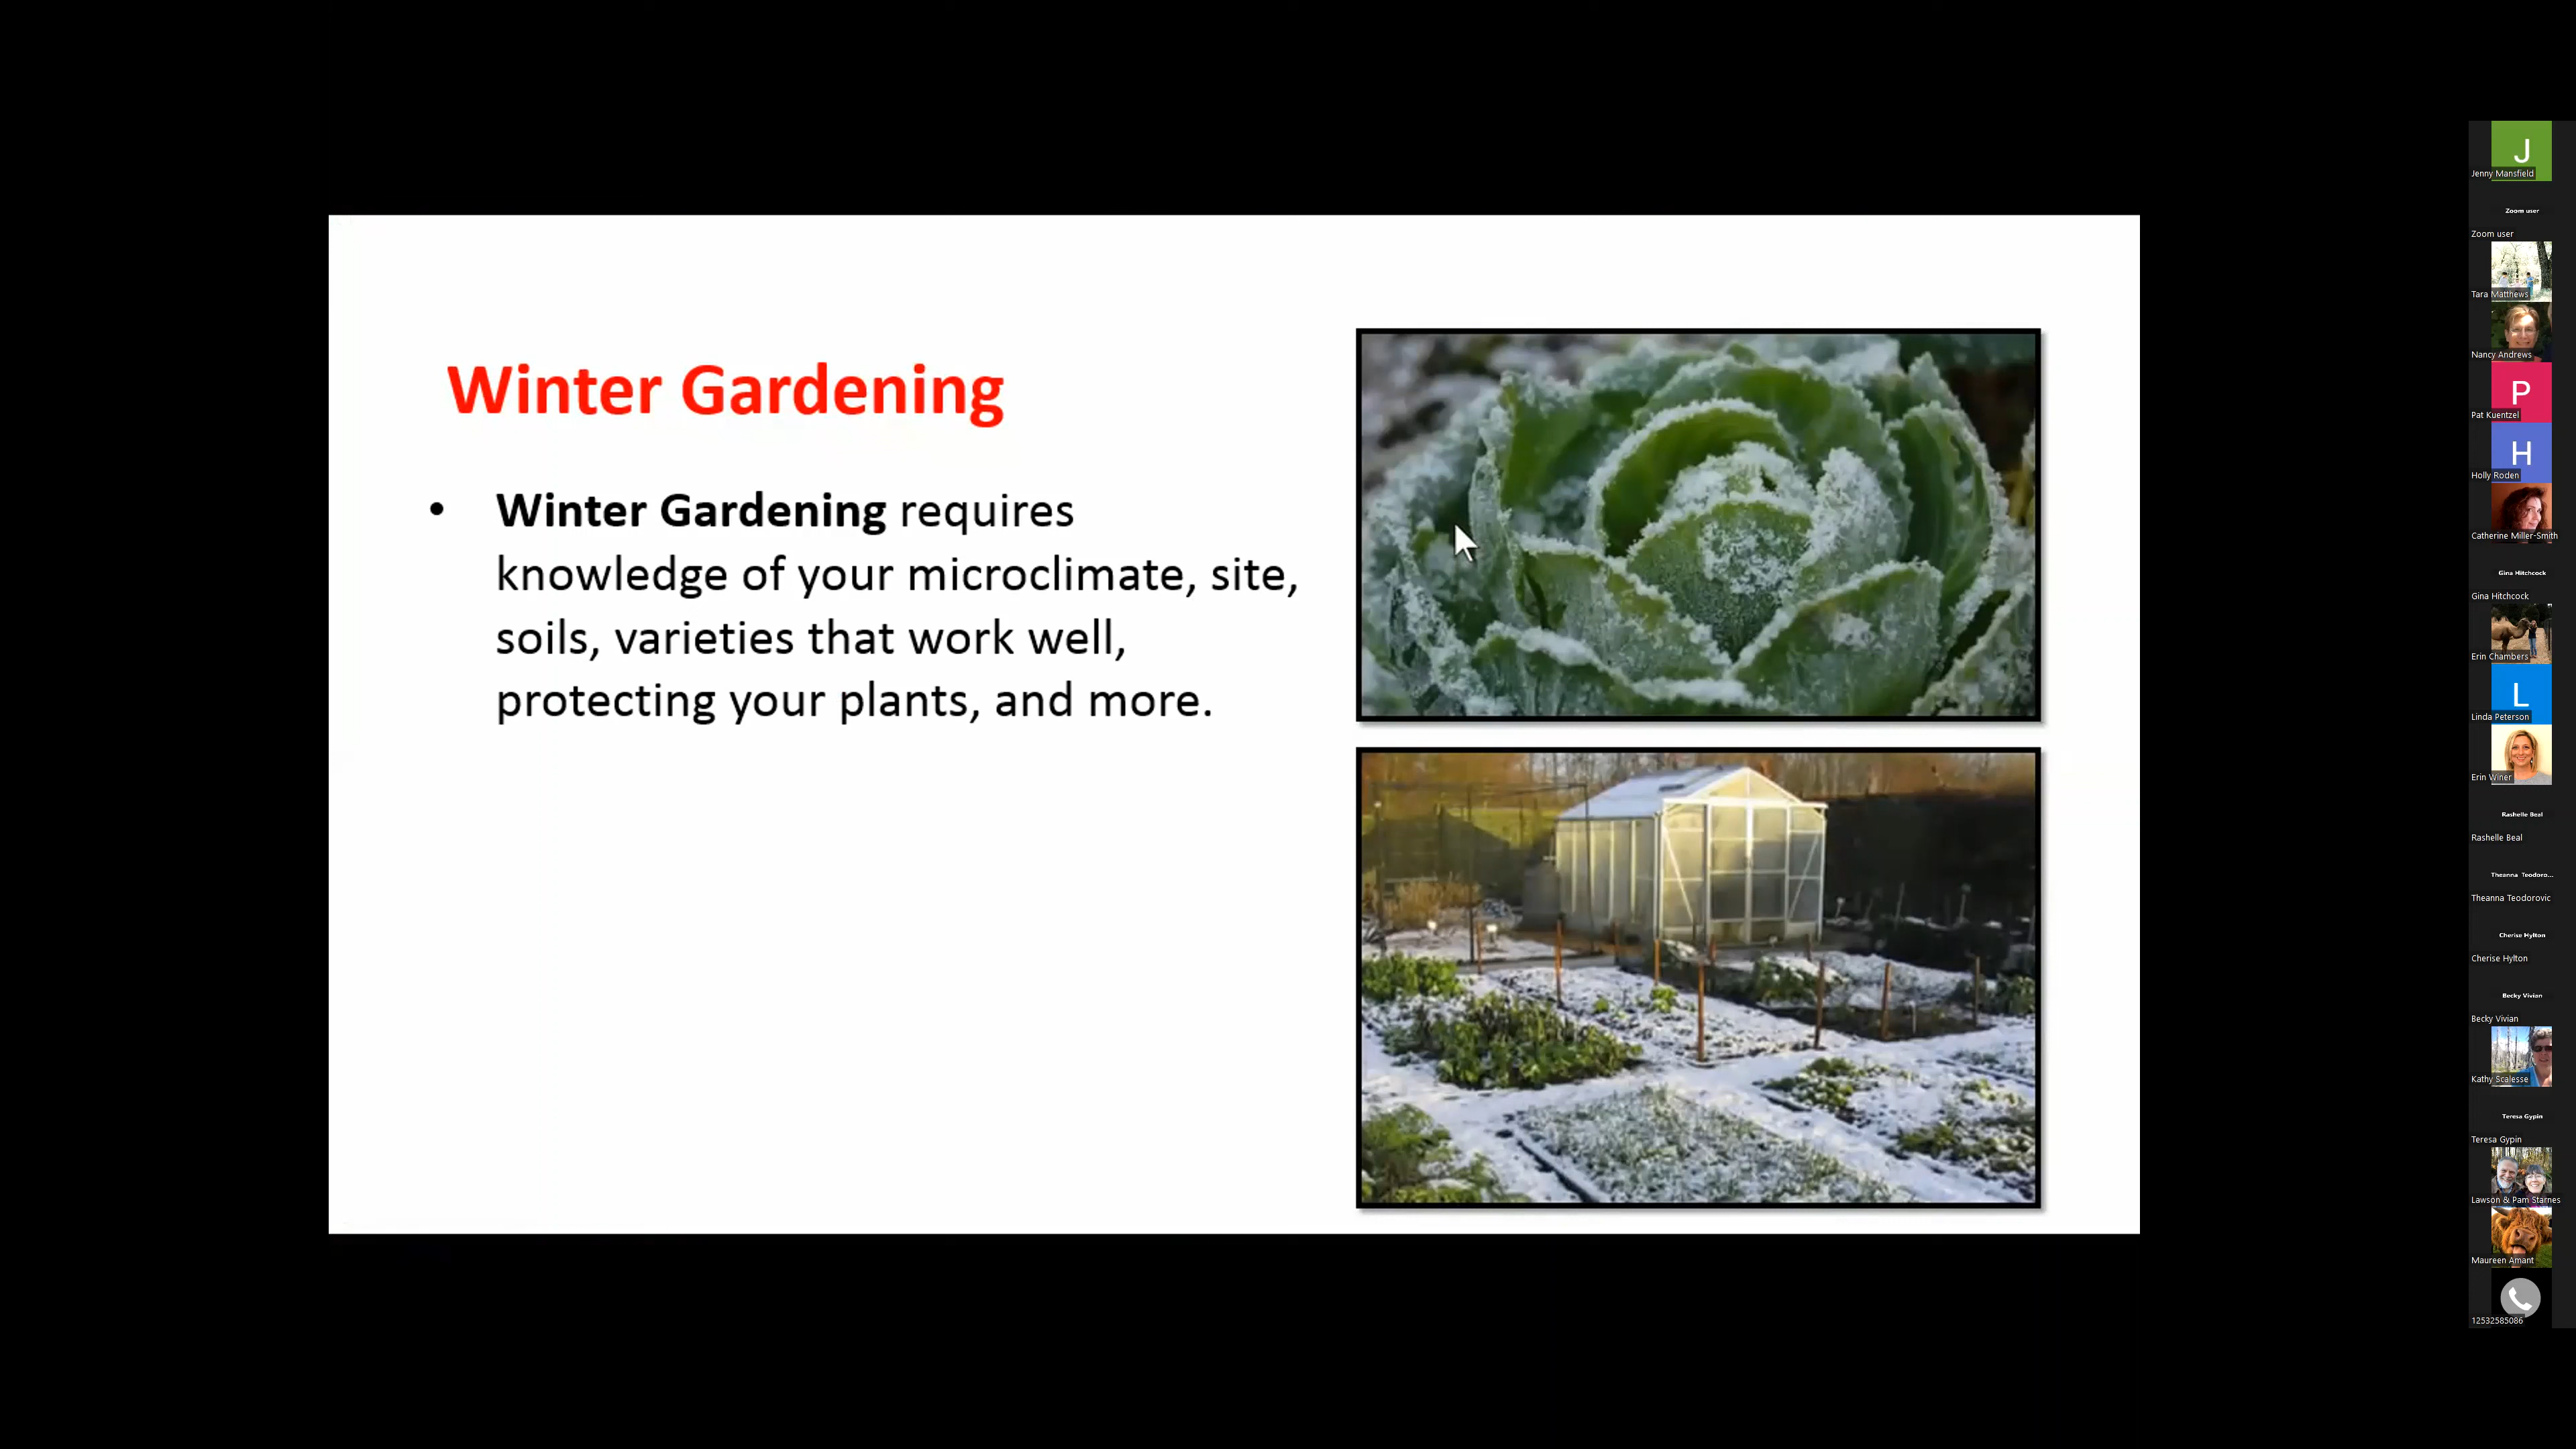 Winter Gardening
• Winter Gardening requires
knowledge of your microclimate, site,
soils, varieties that work well,
protecting your plants, and more.
J
Jenny Mansfield
Zoom user
Zoom user
Tara Matthews
Nancy Andrews
P
Pat Kuentzel
H
Holly Roden
Catherine Miller-Smith
Gina Hitchcock
Gina Hitchcock
Erin Chambers
L
Linda Peterson
Erin Winer
Rashelle Beal
Rashelle Beal
Theanna Teodoro...
Theanna Teodorovic
Cherise Hylton
Cherise Hylton
Becky Vivian
Becky Vivian
Kathy Scalesse
Teresa Gypin
Teresa Gypin
Lawson & Pam Starnes
Maureen Amant
12532585086